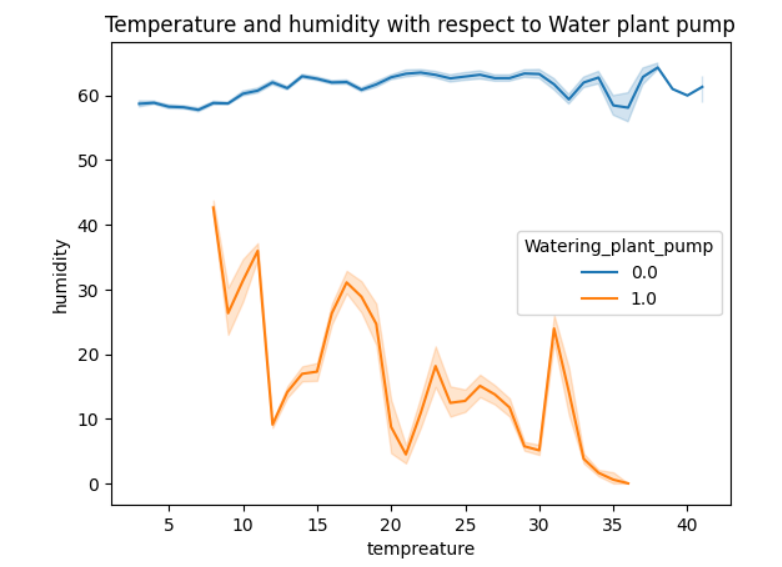 Temperature and humidity with respect to Water plant pump
60
50
40
30
20
10
0
humidity
Watering_plant_pump
0.0
1.0
5 10 15 20 25 30 35 40
tempreature